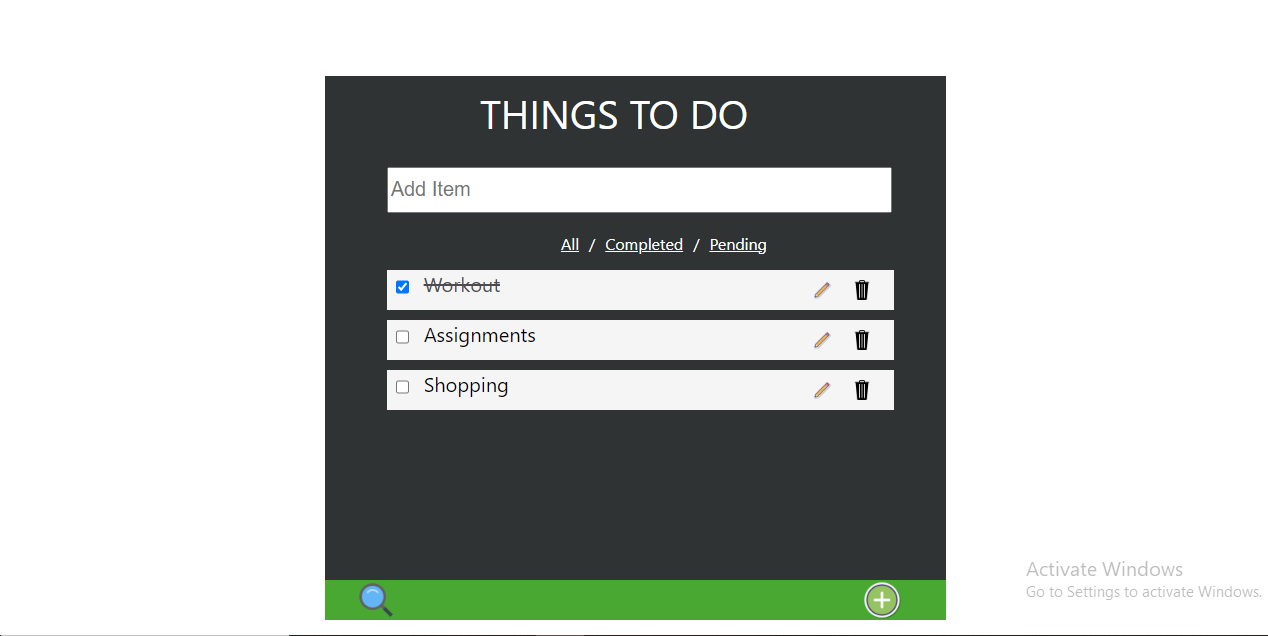 THINGS TO DO
Add Item
All / Completed / Pending
Workout
Assignments
Shopping
Activate Windows
Go to Settings to activate Windows.